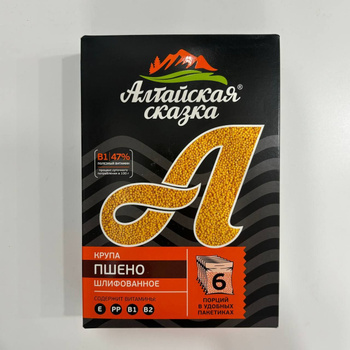 Алтайская®
сказка
B1 47%
А
КРУПА
ПШЕНО
ШЛИФОВАННОЕ
СОДЕРЖИТ ВИТАМИНЫ
E PP B1 B2
6
ПОРЦИЙ
В УДОБНЫХ
ПАКЕТИКАХ